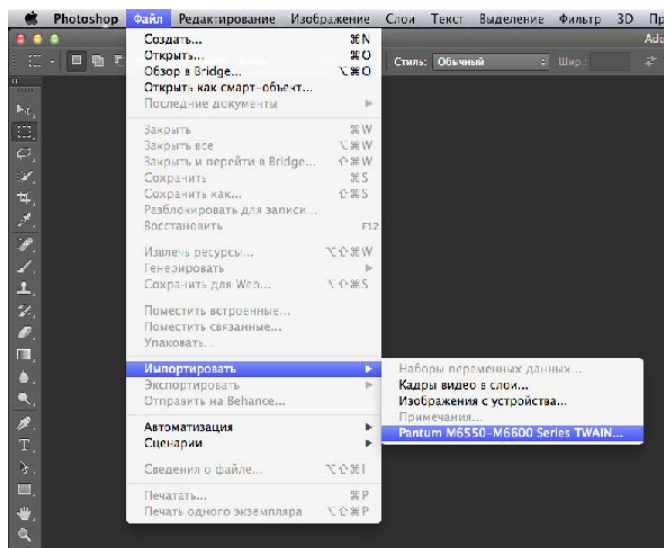 Photoshop Файл Редактирование Изображение Слои Текст Выделение Фильтр 3D
Создать... ⌘N
Открыть... ⌘O
Обзор в Bridge... ⌥⌘O
Открыть как смарт-объект...
Последние документы
Стиль: Обычный Шир.:
Закрыть ⌘W
Закрыть все ⌥⌘W
Закрыть и перейти в Bridge... ⇧⌘W
Сохранить ⌘S
Сохранить как... ⇧⌘S
Разблокировать для записи...
Восстановить F12
Извлечь ресурсы... ⌥⇧⌘W
Генерировать
Сохранить для Web... ⌥⇧⌘S
Поместить встроенные...
Поместить связанные...
Упаковать...
Импортировать
Экспортировать
Отправить на Behance...
Автоматизация
Сценарии
Сведения о файле... ⌥⇧⌘I
Печатать... ⌘P
Печать одного экземпляра ⌥⇧⌘P
Наборы переменных данных...
Кадры видео в слои...
Изображения с устройства...
Примечания...
Pantum M6550-M6600 Series TWAIN...